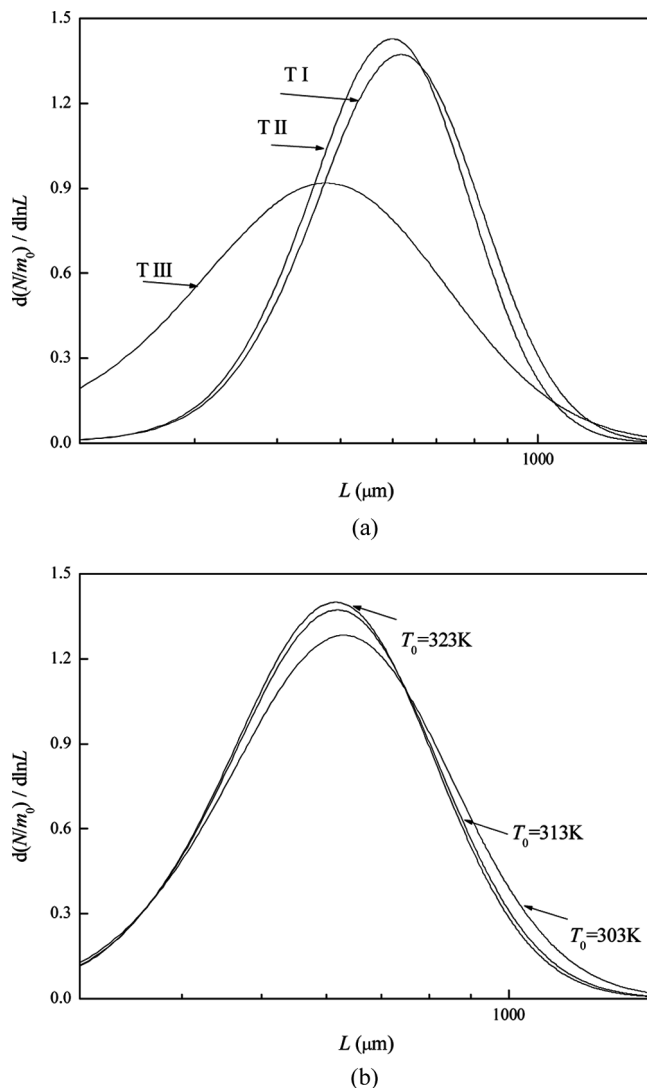 1.5
1.2
0.9
0.6
0.3
0.0
d(N/m₀) / dlnL
T I
T II
T III
1000
L (μm)
(a)
1.5
1.2
0.9
0.6
0.3
0.0
d(N/m₀) / dlnL
T₀=323K
T₀=313K
T₀=303K
1000
L (μm)
(b)